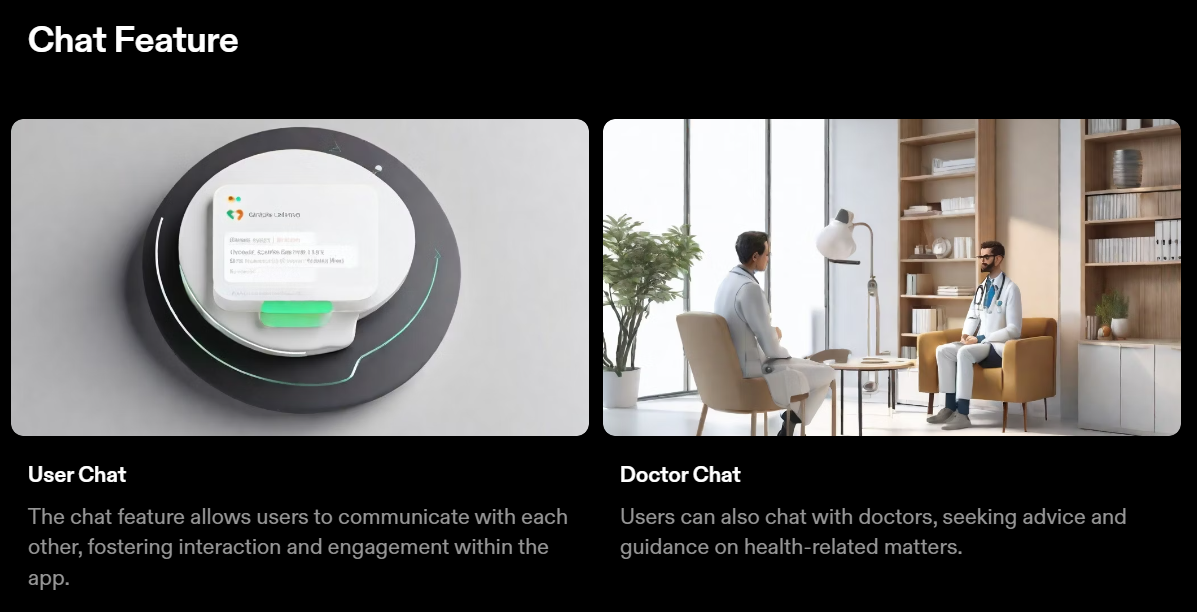 Chat Feature
User Chat
The chat feature allows users to communicate with each
other, fostering interaction and engagement within the
app.
Doctor Chat
Users can also chat with doctors, seeking advice and
guidance on health-related matters.